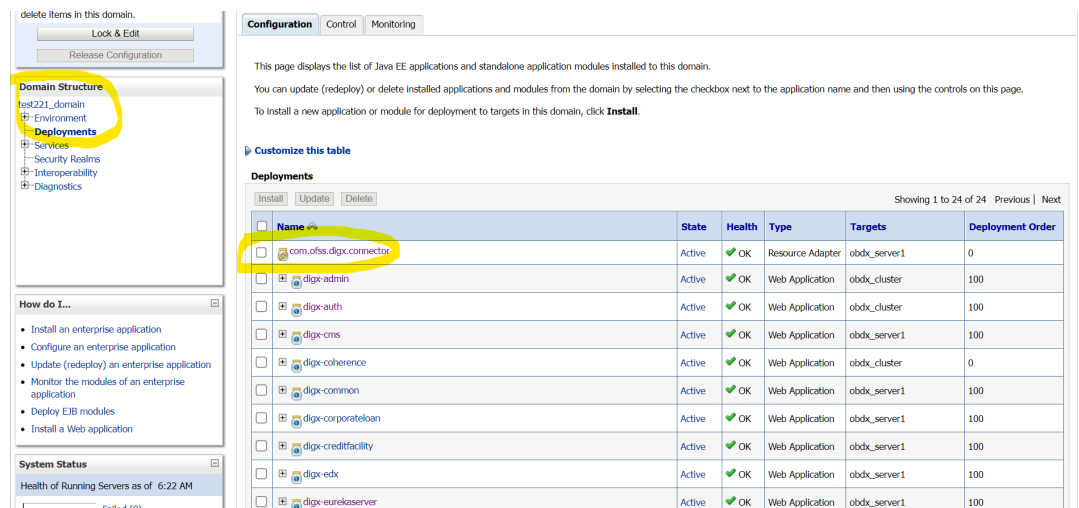 delete items in this domain.
Lock & Edit
Release Configuration
Domain Structure
test221_domain
Environment
Deployments
Services
Security Realms
Interoperability
Diagnostics
How do I...
Install an enterprise application
Configure an enterprise application
Update (redeploy) an enterprise application
Monitor the modules of an enterprise
application
Deploy EJB modules
Install a Web application
System Status
Health of Running Servers as of 6:22 AM
Failed (0)
Configuration Control Monitoring
This page displays the list of Java EE applications and standalone application modules installed to this domain.
You can update (redeploy) or delete installed applications and modules from the domain by selecting the checkbox next to the application name and then using the controls on this page.
To install a new application or module for deployment to targets in this domain, click Install.
Customize this table
Deployments
Install Update Delete Showing 1 to 24 of 24 Previous | Next
Name State Health Type Targets Deployment Order
com.ofss.digx.connector Active OK Resource Adapter obdx_server1 0
digx-admin Active OK Web Application obdx_cluster 100
digx-auth Active OK Web Application obdx_cluster 100
digx-cms Active OK Web Application obdx_server1 100
digx-coherence Active OK Web Application obdx_cluster 0
digx-common Active OK Web Application obdx_server1 100
digx-corporateloan Active OK Web Application obdx_server1 100
digx-creditfacility Active OK Web Application obdx_server1 100
digx-edx Active OK Web Application obdx_server1 100
digx-eurekaserver Active OK Web Application obdx_server1 100